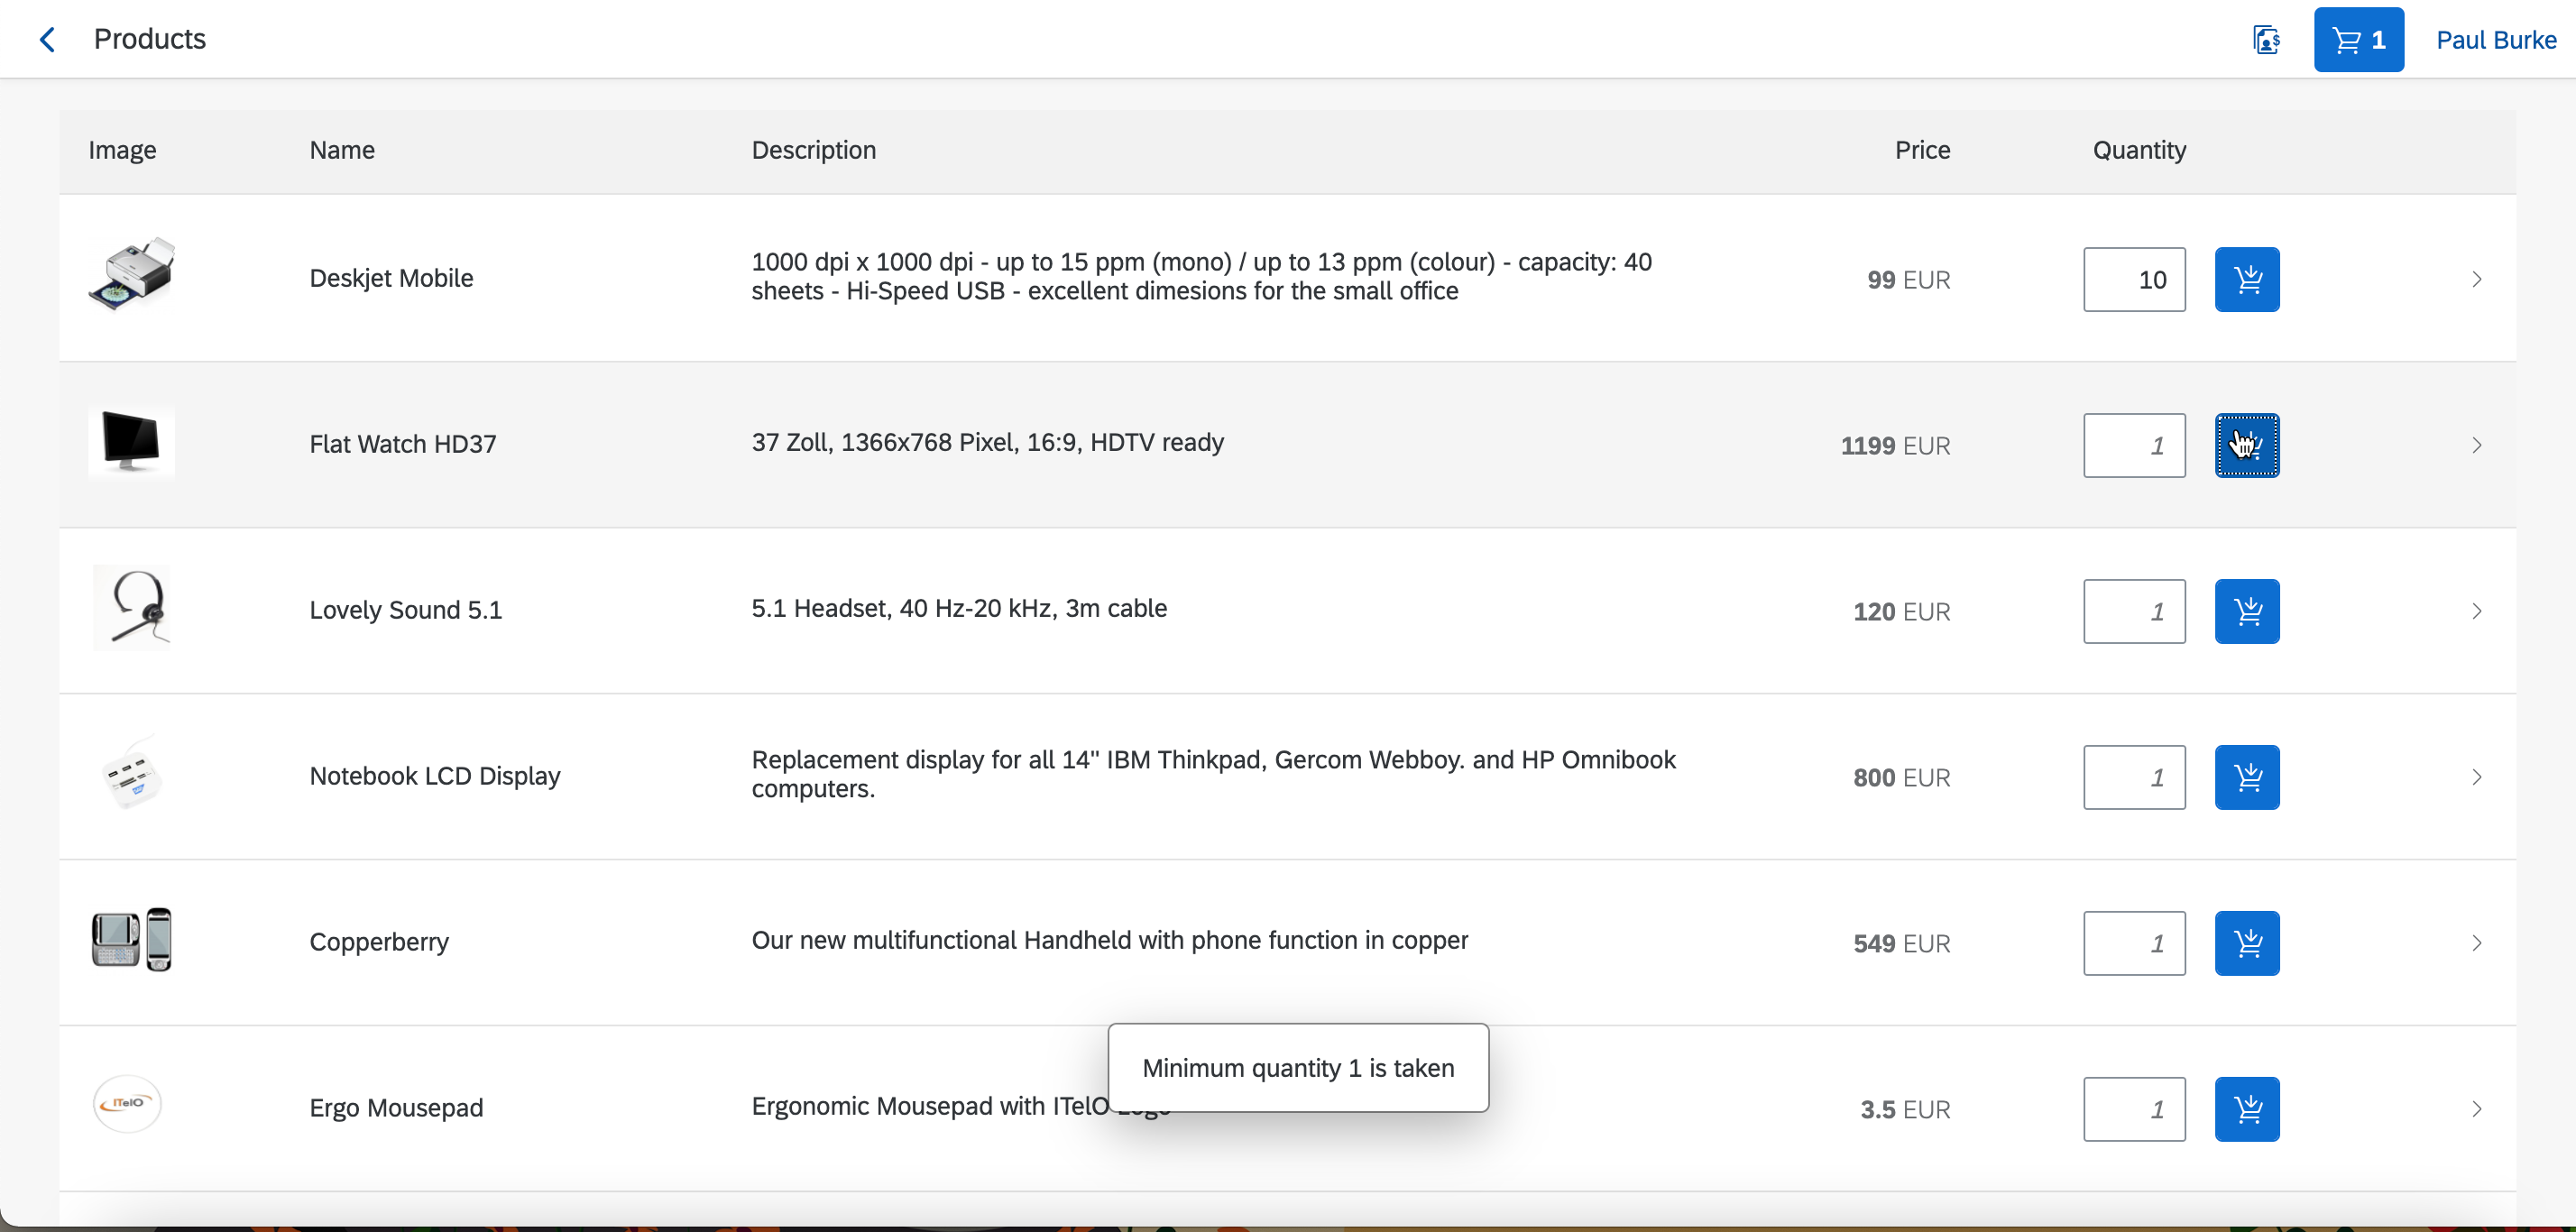 Products
1
Paul Burke
Image Name Description Price Quantity
Deskjet Mobile
1000 dpi x 1000 dpi - up to 15 ppm (mono) / up to 13 ppm (colour) - capacity: 40
sheets - Hi-Speed USB - excellent dimesions for the small office
99 EUR
10
Flat Watch HD37
37 Zoll, 1366x768 Pixel, 16:9, HDTV ready
1199 EUR
1
Lovely Sound 5.1
5.1 Headset, 40 Hz-20 kHz, 3m cable
120 EUR
1
Notebook LCD Display
Replacement display for all 14" IBM Thinkpad, Gercom Webboy. and HP Omnibook
computers.
800 EUR
1
Copperberry
Our new multifunctional Handheld with phone function in copper
549 EUR
1
ITelO
Ergo Mousepad
Ergonomic Mousepad with ITelO Logo
3.5 EUR
1
Minimum quantity 1 is taken